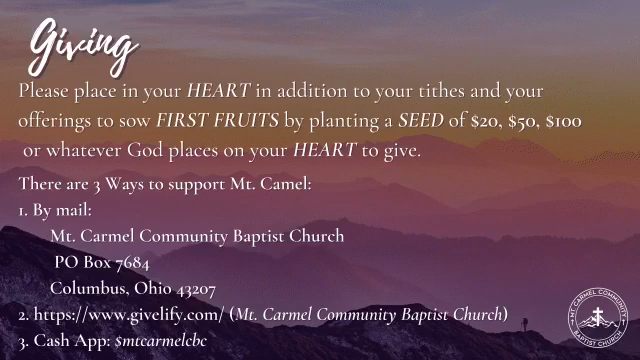 Giving
Please place in your HEART in addition to your tithes and your
offerings to sow FIRST FRUITS by planting a SEED of $20, $50, $100
or whatever God places on your HEART to give.
There are 3 Ways to support Mt. Camel:
1. By mail:
Mt. Carmel Community Baptist Church
PO Box 7684
Columbus, Ohio 43207
2. https://www.givelify.com/ (Mt. Carmel Community Baptist Church)
3. Cash App: $mtcarmelcbc
MT CARMEL COMMUNITY
BAPTIST CHURCH